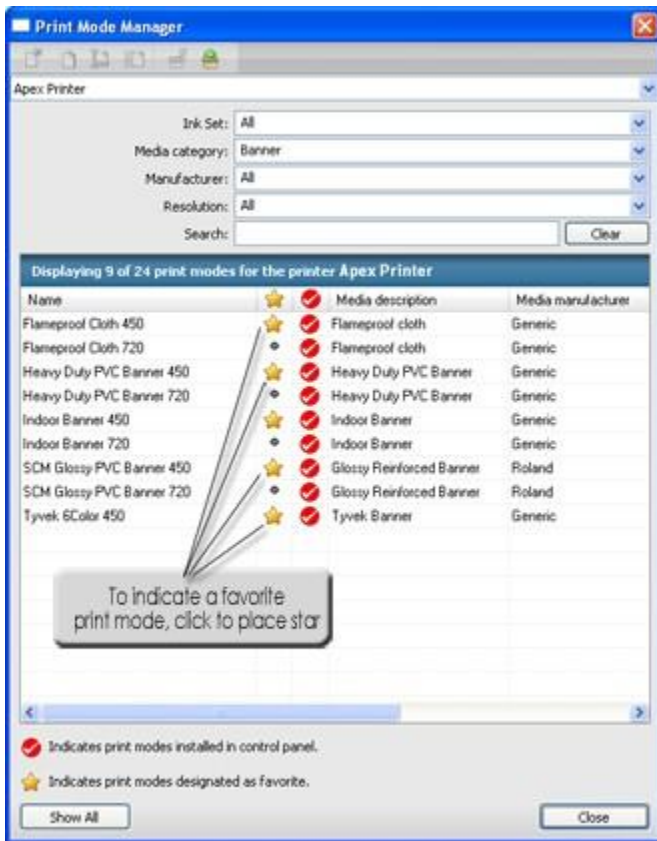 Print Mode Manager
Apex Printer
Ink Set: All
Media category: Banner
Manufacturer: All
Resolution: All
Search: Clear
Displaying 9 of 24 print modes for the printer Apex Printer
Name Media description Media manufacturer
Flameproof Cloth 450 Flameproof cloth Generic
Flameproof Cloth 720 Flameproof cloth Generic
Heavy Duty PVC Banner 450 Heavy Duty PVC Banner Generic
Heavy Duty PVC Banner 720 Heavy Duty PVC Banner Generic
Indoor Banner 450 Indoor Banner Generic
Indoor Banner 720 Indoor Banner Generic
SCM Glossy PVC Banner 450 Glossy Reinforced Banner Roland
SCM Glossy PVC Banner 720 Glossy Reinforced Banner Roland
Tyvek 6Color 450 Tyvek Banner Generic
To indicate a favorite
print mode, click to place star
Indicates print modes installed in control panel.
Indicates print modes designated as favorite.
Show All Close